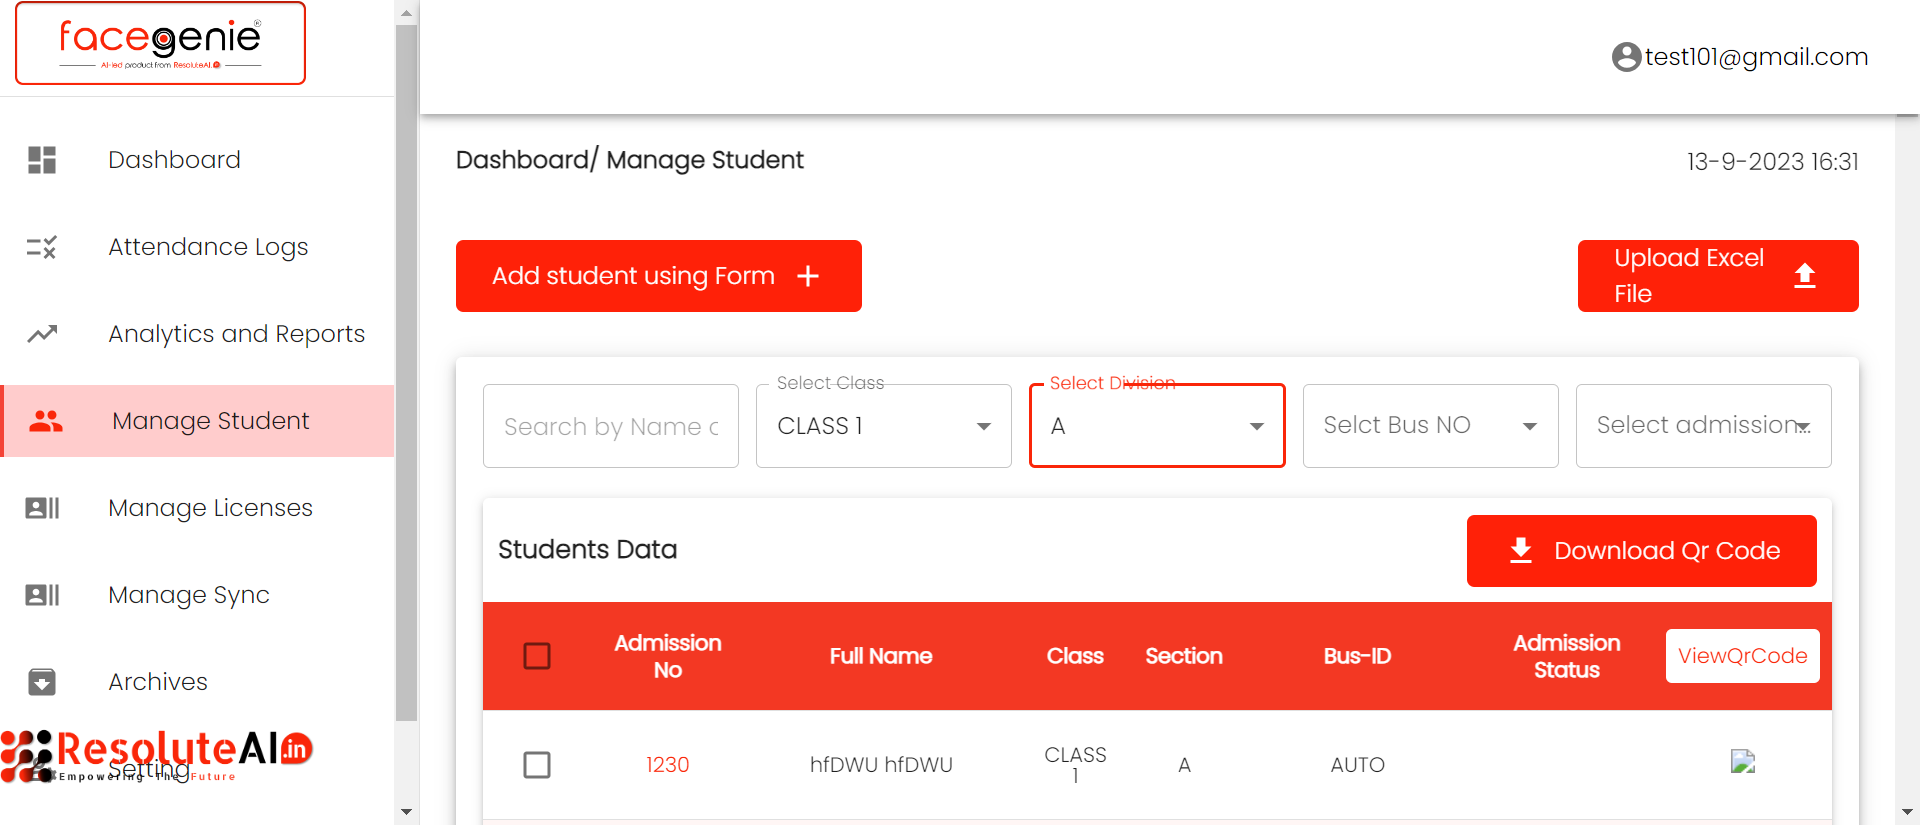 facegenie®
AI-led product from ResoluteAI
test101@gmail.com
Dashboard
Attendance Logs
Analytics and Reports
Manage Student
Manage Licenses
Manage Sync
Archives
Setting
ResoluteAI.in
Empowering The Future
Dashboard/ Manage Student
13-9-2023 16:31
Add student using Form +
Upload Excel
File
Search by Name o
Select Class
CLASS 1
Select Division
A
Selct Bus NO
Select admission...
Students Data
Download Qr Code
Admission
No
Full Name
Class
Section
Bus-ID
Admission
Status
ViewQrCode
1230
hfDWU hfDWU
CLASS
1
A
AUTO